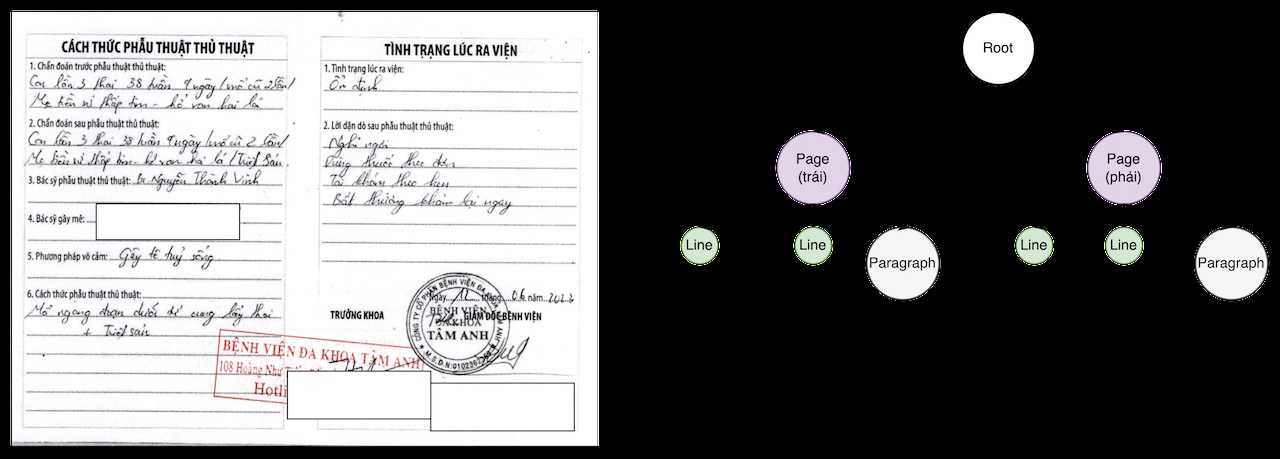 CÁCH THỨC PHẪU THUẬT THỦ THUẬT
1. Chẩn đoán trước phẫu thuật thủ thuật:
Con lần 3 thai 38 tuần 4 ngày / mổ cũ 2 lần /
Mẹ tiền sử thấp tim - hở van hai lá
2. Chẩn đoán sau phẫu thuật thủ thuật:
Con lần 3 thai 38 tuần 4 ngày / mổ cũ 2 lần /
Mẹ tiền sử thấp tim - hở van hai lá / Triệt sản.
3. Bác sỹ phẫu thuật thủ thuật: Bs Nguyễn Thành Vinh
4. Bác sỹ gây mê:
5. Phương pháp vô cảm: Gây tê tuỷ sống
6. Cách thức phẫu thuật thủ thuật:
Mổ ngang đoạn dưới tử cung lấy thai
+ Triệt sản
TÌNH TRẠNG LÚC RA VIỆN
1. Tình trạng lúc ra viện:
Ổn định
2. Lời dặn dò sau phẫu thuật thủ thuật:
Nghỉ ngơi
Dùng thuốc theo đơn
Tái khám theo hẹn
Bất thường khám lại ngay
Ngày 12 tháng 06 năm 2022
TRƯỞNG KHOA
GIÁM ĐỐC BỆNH VIỆN
CÔNG TY CỔ PHẦN BỆNH VIỆN ĐA KHOA TÂM ANH
BỆNH VIỆN
ĐA KHOA
TÂM ANH
M.S.D.N:
BỆNH VIỆN ĐA KHOA TÂM ANH
108 Hoàng Như
Hotli
Root
Page
(trái)
Page
(phải)
Line
Line
Paragraph
Line
Line
Paragraph